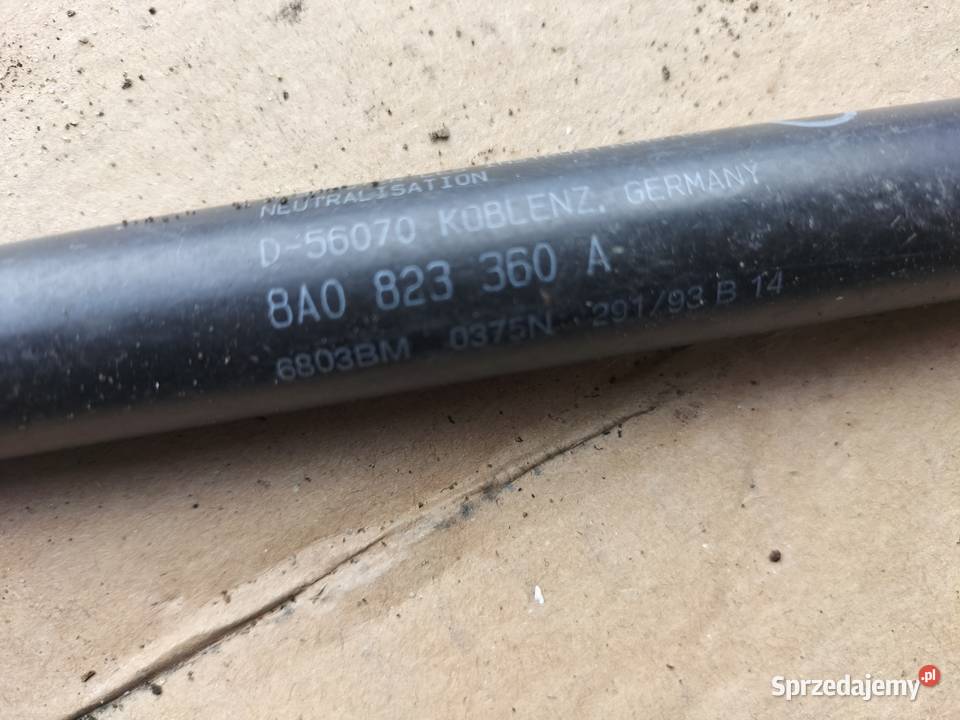 NEUTRALISATION
D-56070 KOBLENZ, GERMANY
8A0 823 360 A
6803BM 0375N 291/93 B 14
Sprzedajemy.pl